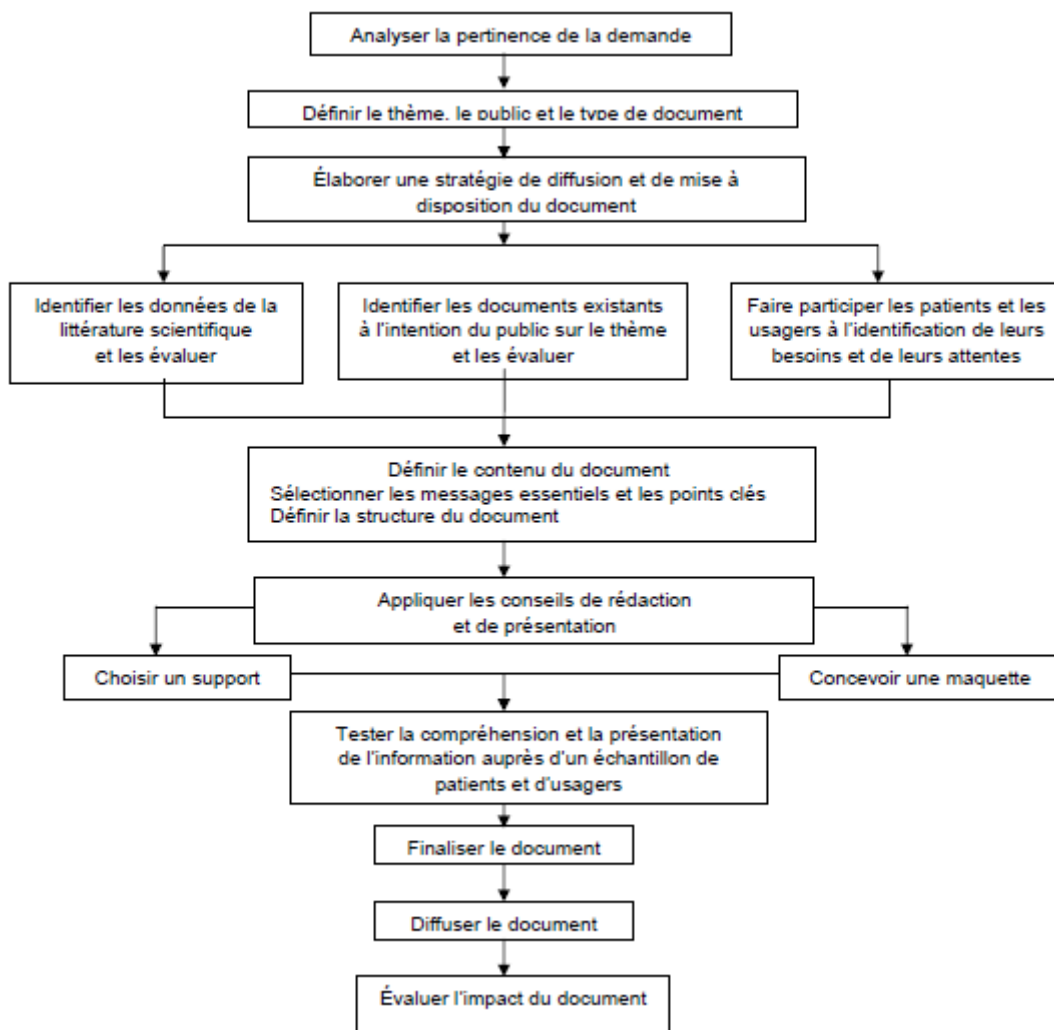 Analyser la pertinence de la demande
Définir le thème, le public et le type de document
Élaborer une stratégie de diffusion et de mise à
disposition du document
Identifier les données de la
littérature scientifique
et les évaluer
Identifier les documents existants
à l'intention du public sur le thème
et les évaluer
Faire participer les patients et les
usagers à l'identification de leurs
besoins et de leurs attentes
Définir le contenu du document
Sélectionner les messages essentiels et les points clés
Définir la structure du document
Appliquer les conseils de rédaction
et de présentation
Choisir un support
Concevoir une maquette
Tester la compréhension et la présentation
de l'information auprès d'un échantillon de
patients et d'usagers
Finaliser le document
Diffuser le document
Évaluer l'impact du document